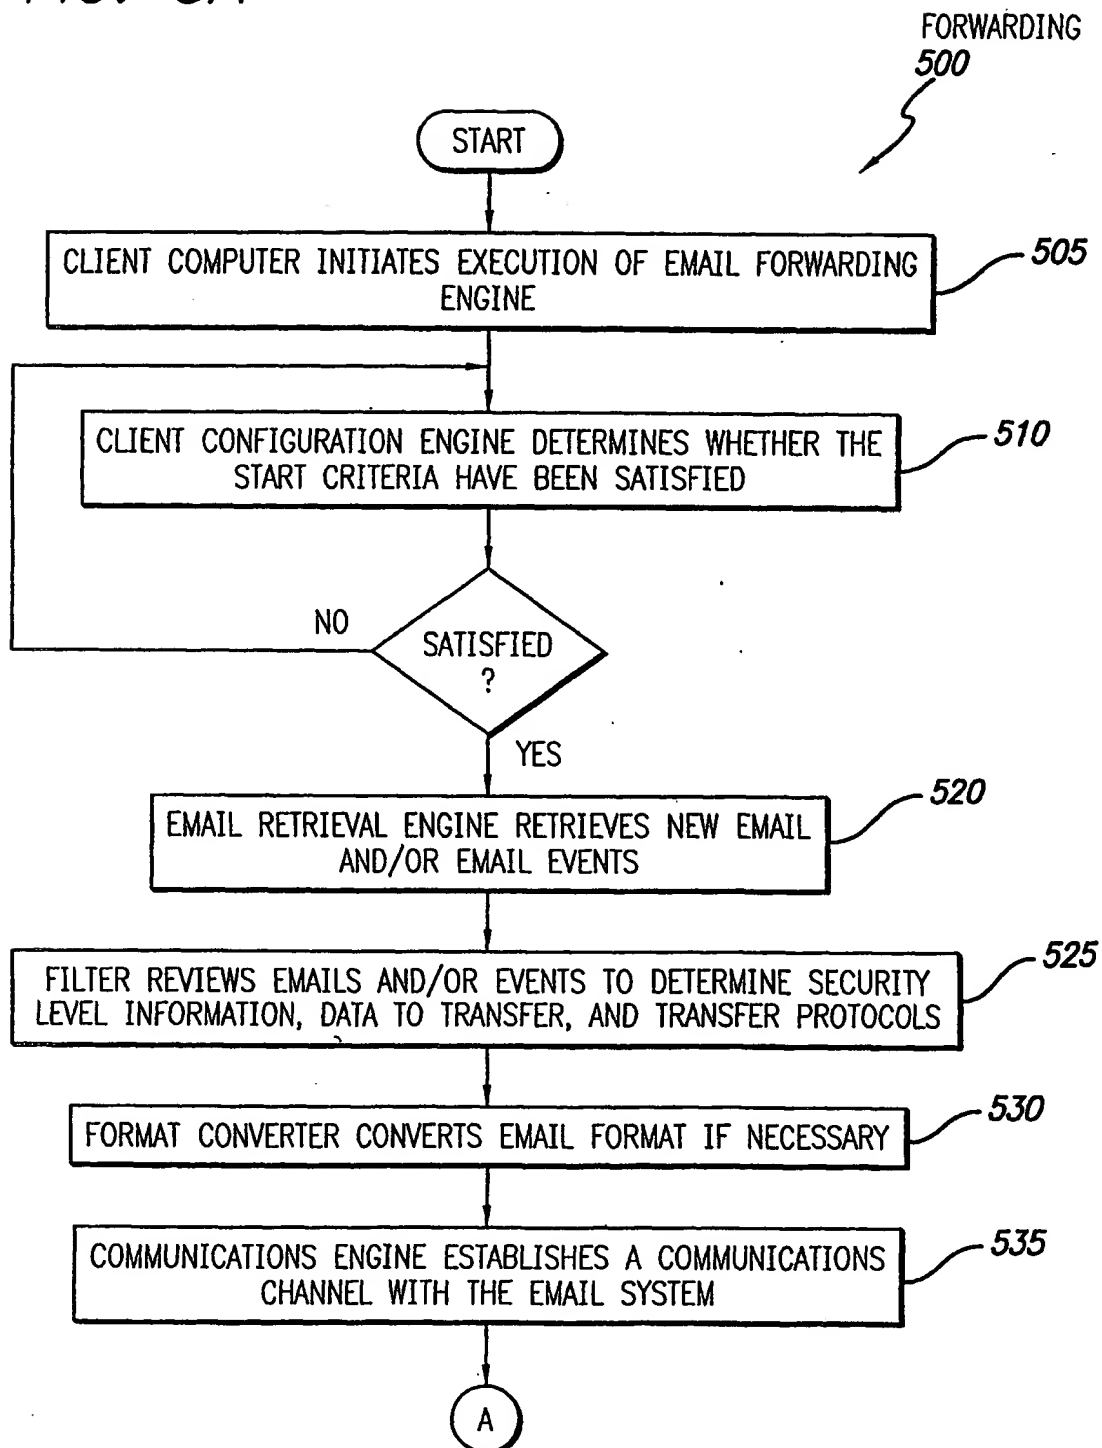 FORWARDING
500
START
CLIENT COMPUTER INITIATES EXECUTION OF EMAIL FORWARDING
ENGINE
505
CLIENT CONFIGURATION ENGINE DETERMINES WHETHER THE
START CRITERIA HAVE BEEN SATISFIED
510
NO
SATISFIED
?
YES
EMAIL RETRIEVAL ENGINE RETRIEVES NEW EMAIL
AND/OR EMAIL EVENTS
520
FILTER REVIEWS EMAILS AND/OR EVENTS TO DETERMINE SECURITY
LEVEL INFORMATION, DATA TO TRANSFER, AND TRANSFER PROTOCOLS
525
FORMAT CONVERTER CONVERTS EMAIL FORMAT IF NECESSARY
530
COMMUNICATIONS ENGINE ESTABLISHES A COMMUNICATIONS
CHANNEL WITH THE EMAIL SYSTEM
535
A